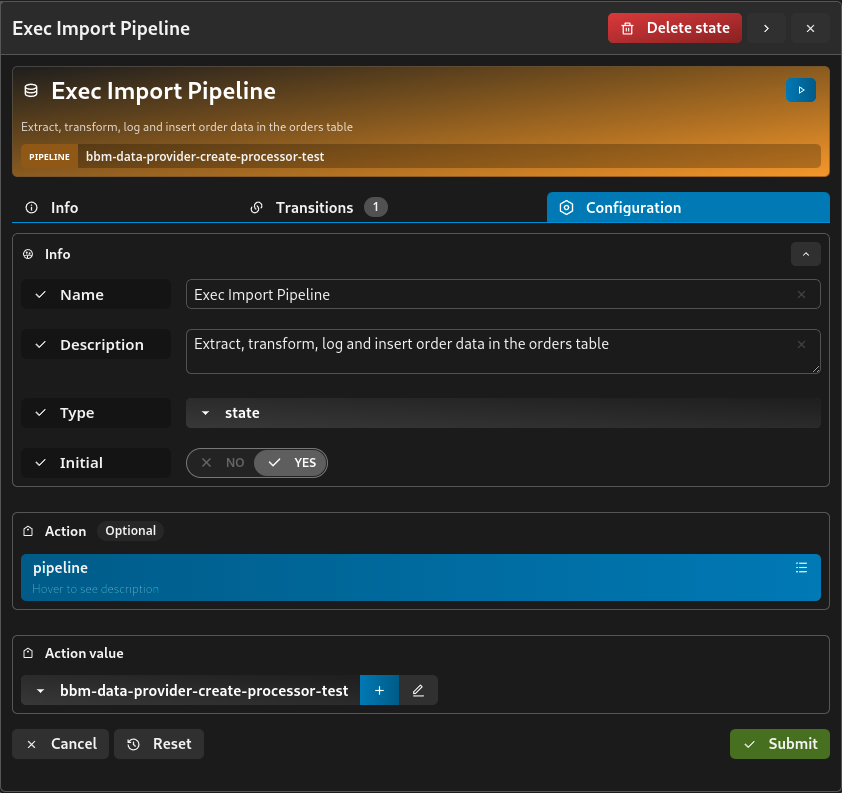 Exec Import Pipeline
Delete state
Exec Import Pipeline
Extract, transform, log and insert order data in the orders table
PIPELINE bbm-data-provider-create-processor-test
Info
Transitions 1
Configuration
Info
Name Exec Import Pipeline
Description Extract, transform, log and insert order data in the orders table
Type state
Initial NO YES
Action Optional
pipeline
Hover to see description
Action value
bbm-data-provider-create-processor-test
Cancel Reset Submit